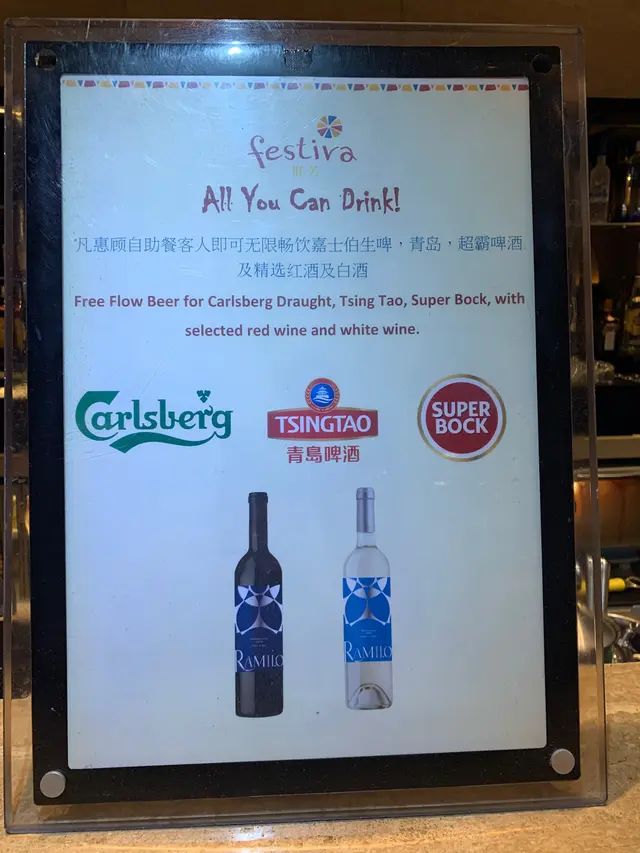 festiva
All You Can Drink!
凡惠顾自助餐客人即可无限畅饮嘉士伯生啤，青岛，超霸啤酒
及精选红酒及白酒
Free Flow Beer for Carlsberg Draught, Tsing Tao, Super Bock, with
selected red wine and white wine.
Carlsberg
TSINGTAO
青島啤酒
SUPER
BOCK
RAMILO
RAMILO